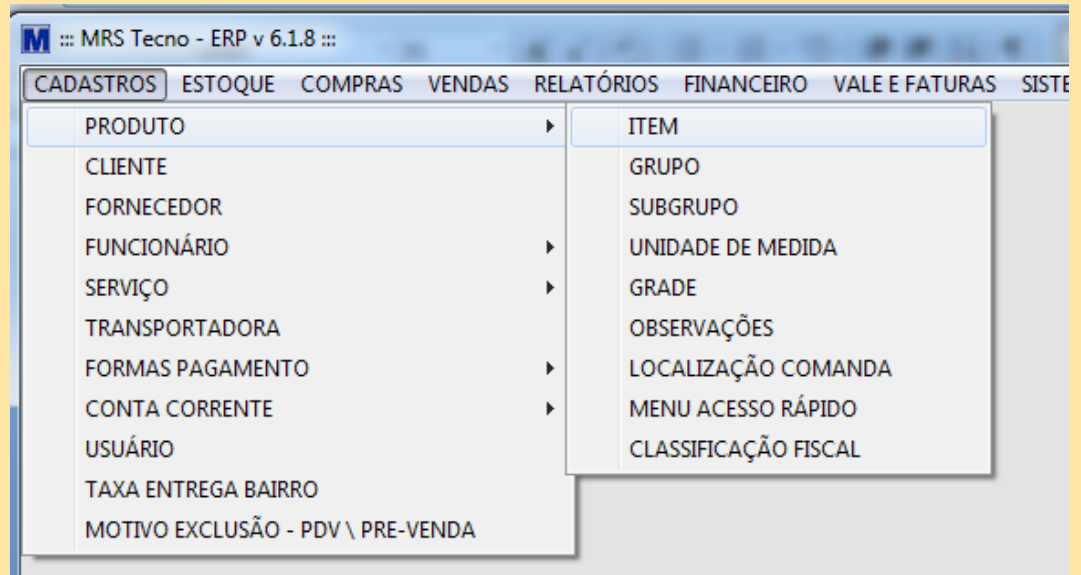 M ::: MRS Tecno - ERP v 6.1.8 :::
CADASTROS ESTOQUE COMPRAS VENDAS RELATÓRIOS FINANCEIRO VALE E FATURAS SISTE
PRODUTO
CLIENTE
FORNECEDOR
FUNCIONÁRIO
SERVIÇO
TRANSPORTADORA
FORMAS PAGAMENTO
CONTA CORRENTE
USUÁRIO
TAXA ENTREGA BAIRRO
MOTIVO EXCLUSÃO - PDV \ PRE-VENDA
ITEM
GRUPO
SUBGRUPO
UNIDADE DE MEDIDA
GRADE
OBSERVAÇÕES
LOCALIZAÇÃO COMANDA
MENU ACESSO RÁPIDO
CLASSIFICAÇÃO FISCAL